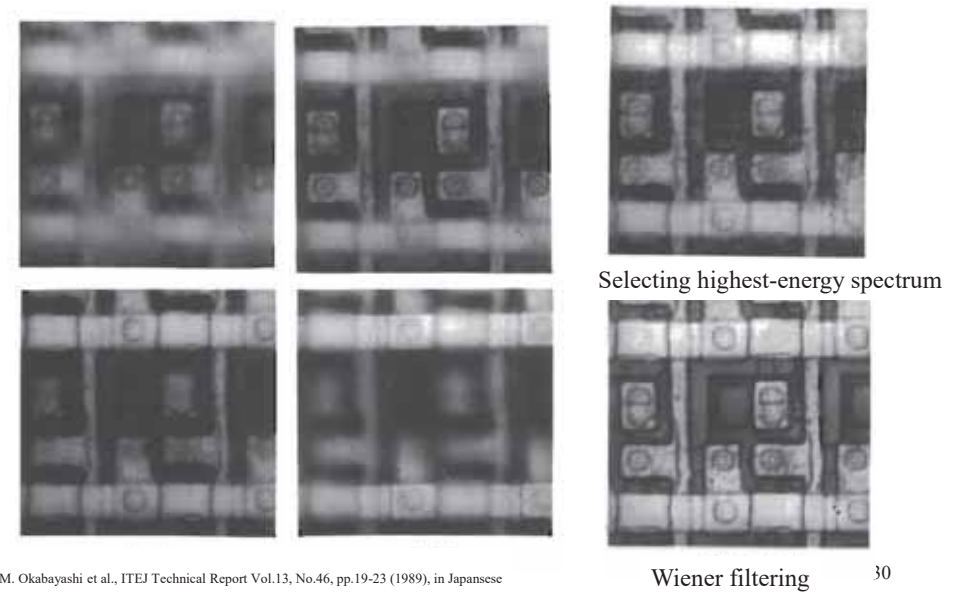 Selecting highest-energy spectrum
M. Okabayashi et al., ITEJ Technical Report Vol.13, No.46, pp.19-23 (1989), in Japansese
Wiener filtering
30